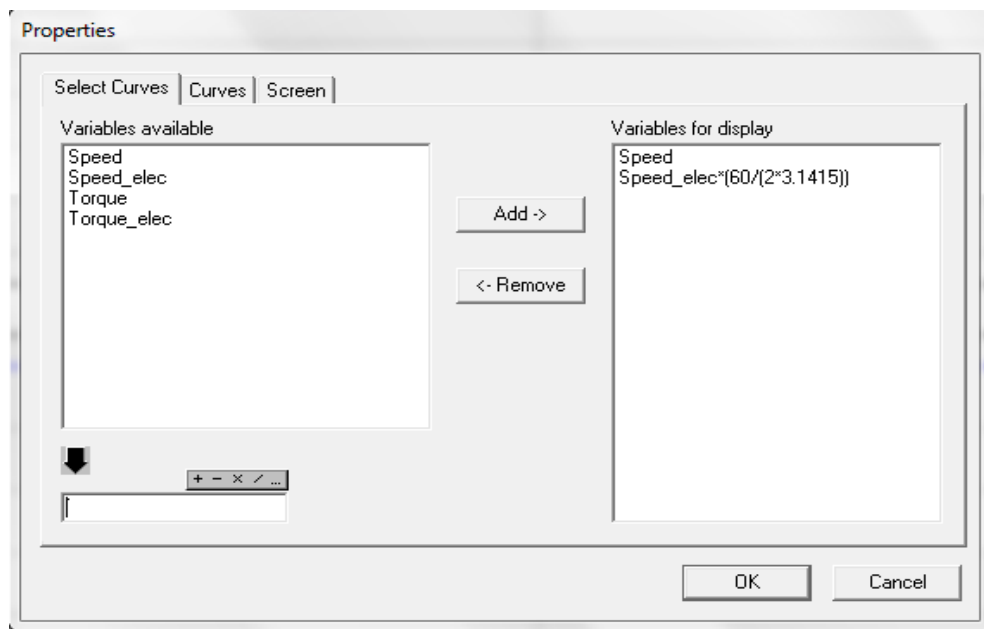 Properties
Select Curves Curves Screen
Variables available
Speed
Speed_elec
Torque
Torque_elec
Add ->
<- Remove
Variables for display
Speed
Speed_elec*(60/(2*3.1415))
+ - × / ...
OK Cancel